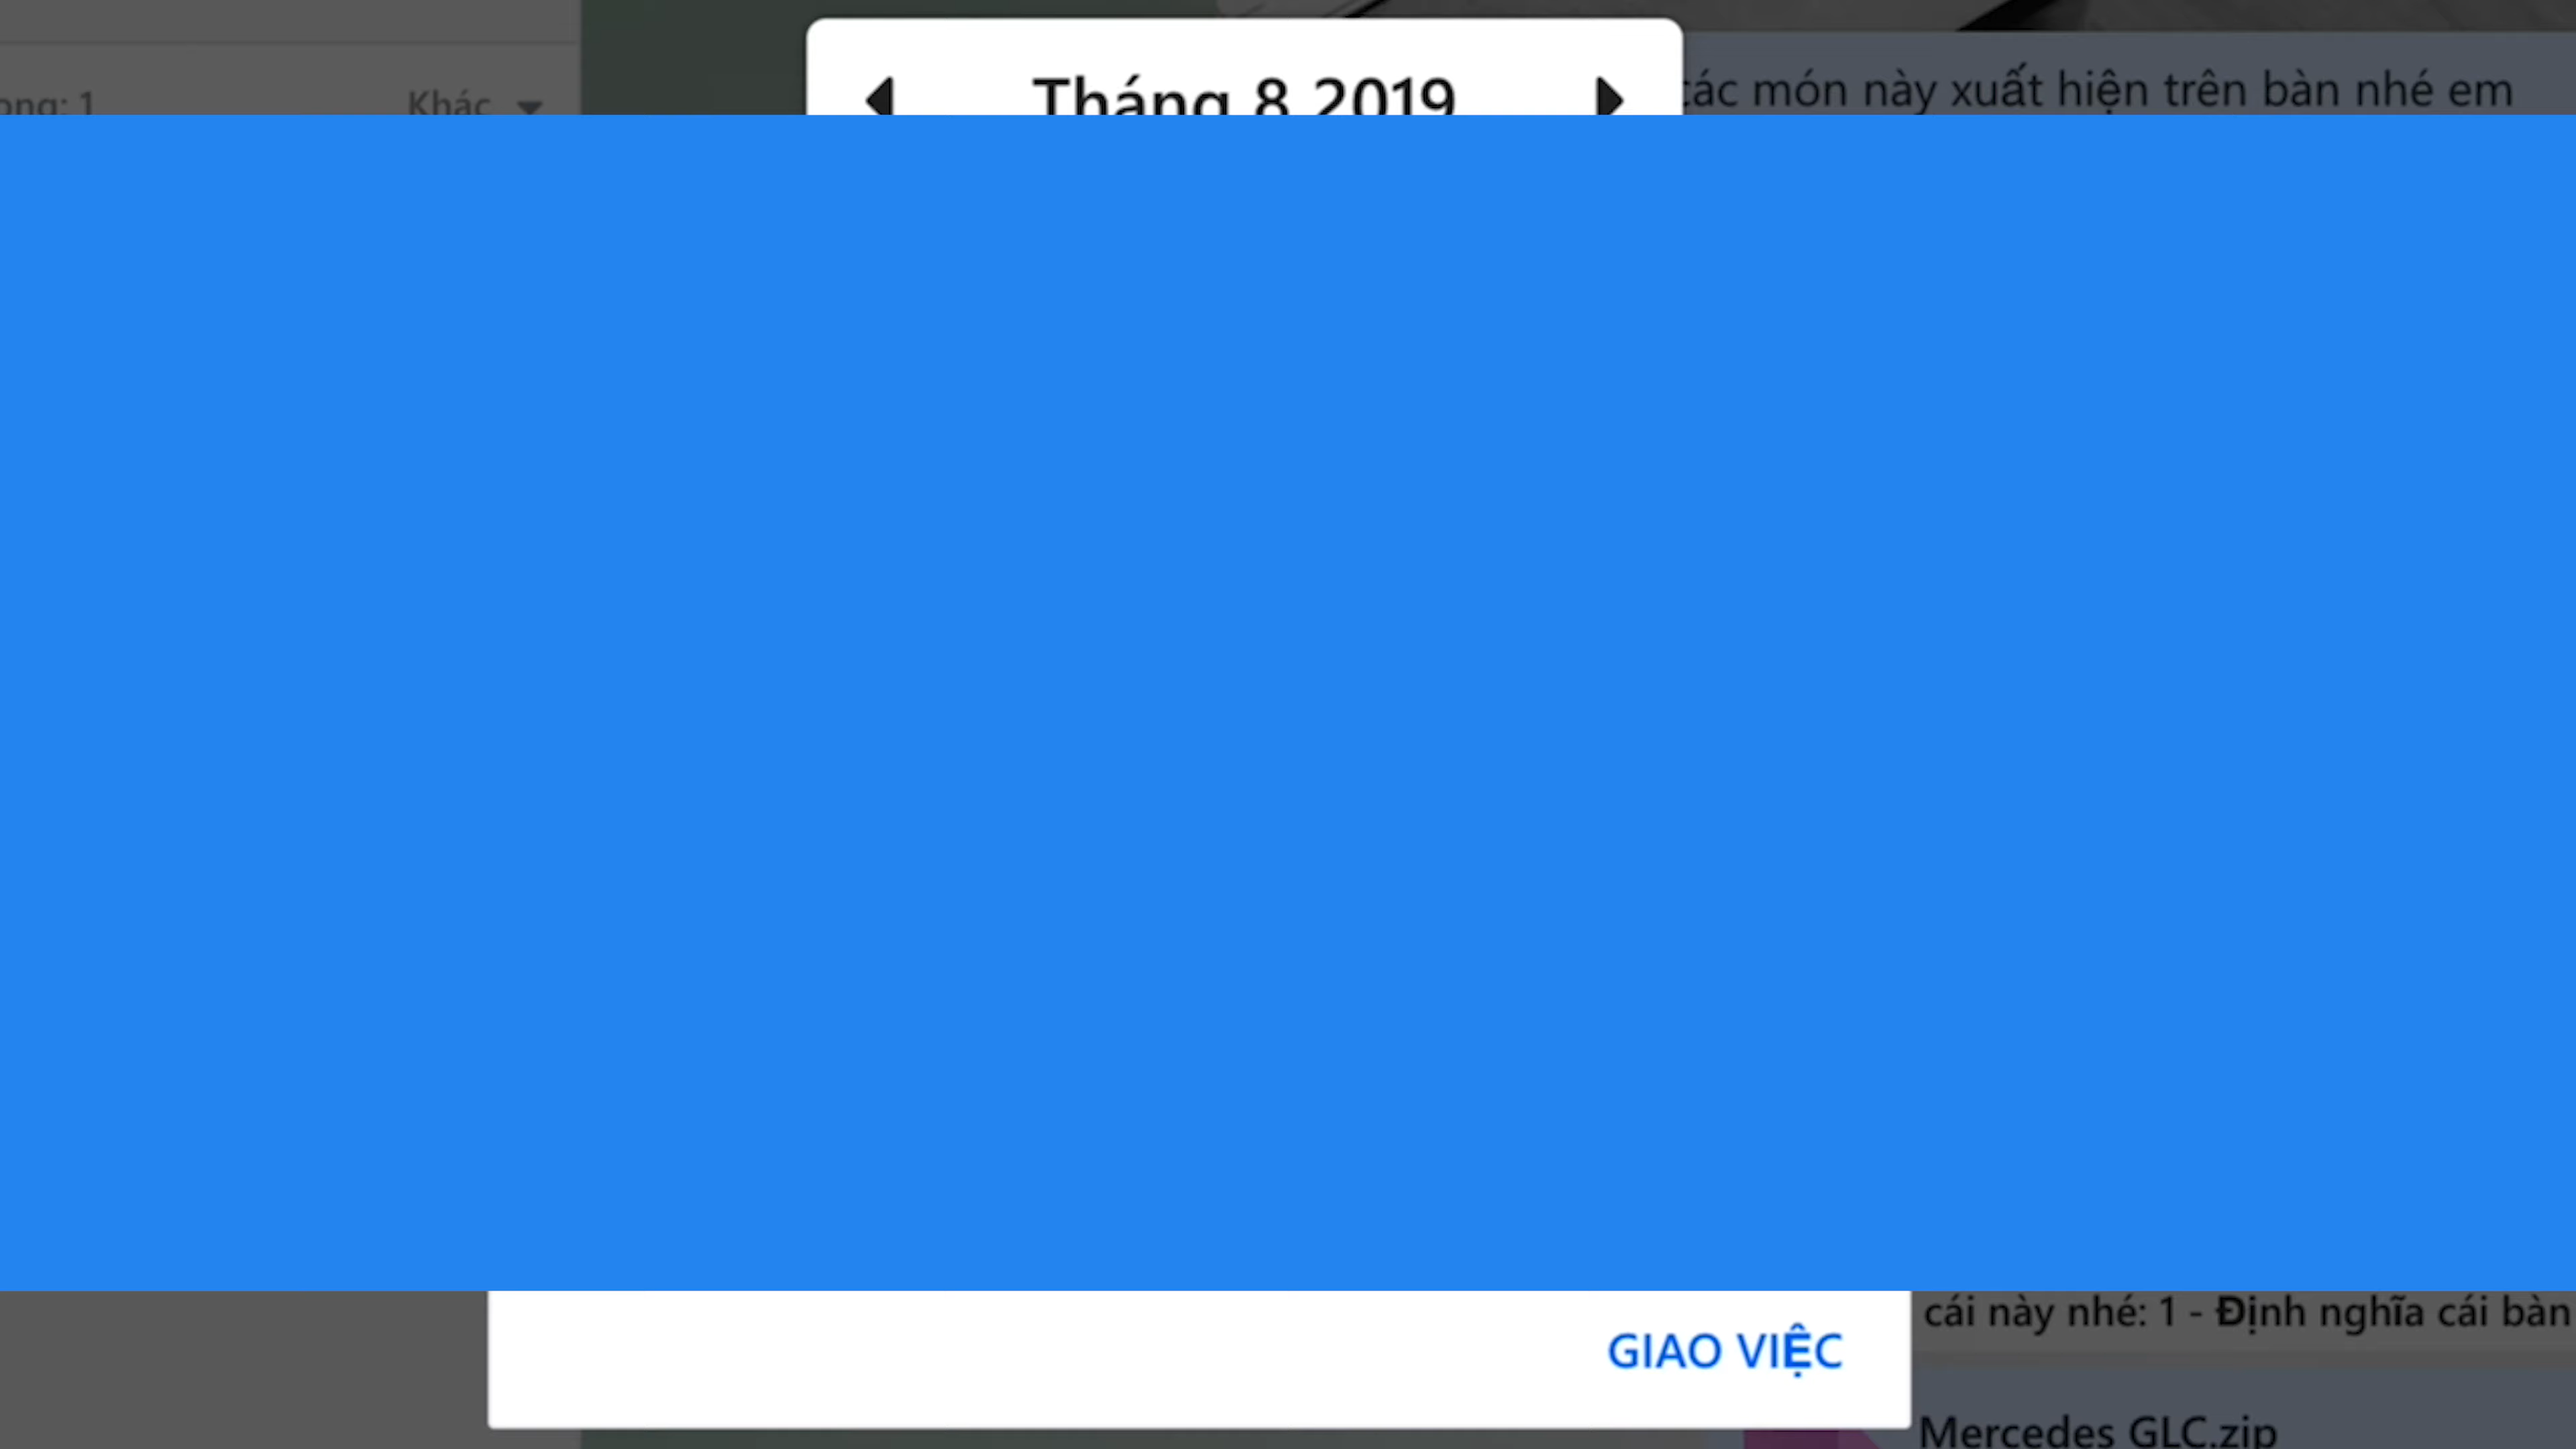 Tháng 8 2019
các món này xuất hiện trên bàn nhé em
Khác
GIAO VIỆC
cái này nhé: 1 - Định nghĩa cái bàn
Mercedes GLC.zip